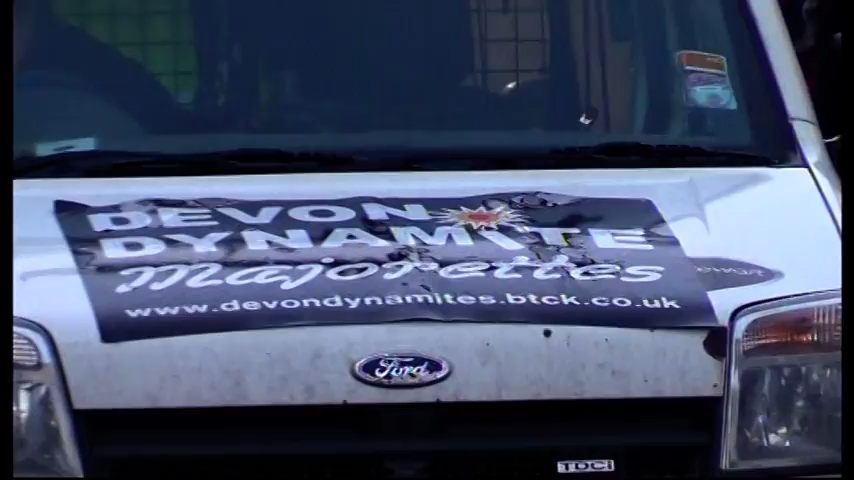 DEVON
DYNAMITE
Majorettes
www.devondynamites.btck.co.uk
Ford
TDCi